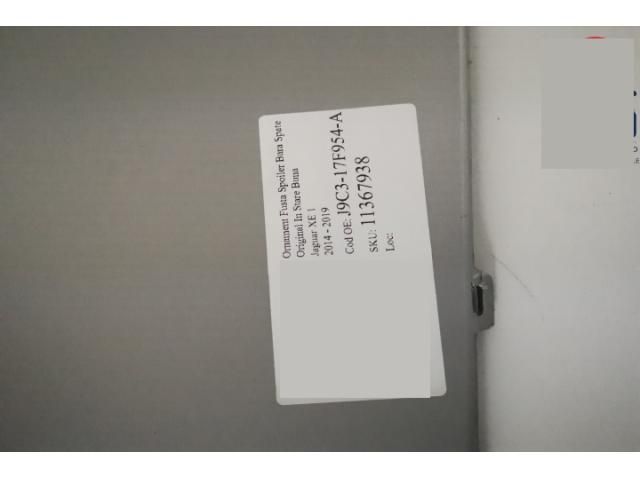 Ornament Fusta Spoiler Bara Spate
Original In Stare Buna
Jaguar XE 1
2014 - 2019
Cod OE: J9C3-17F954-A
SKU: 11367938
Loc: